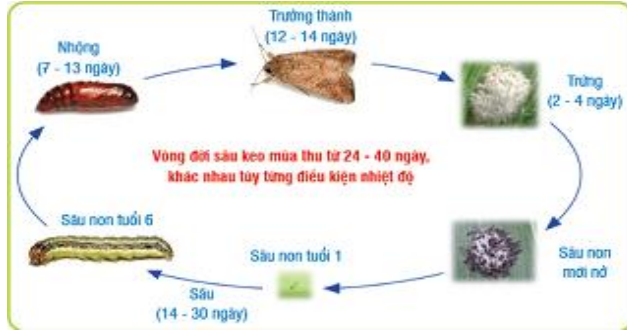 Trưởng thành
(12 - 14 ngày)
Nhộng
(7 - 13 ngày)
Trứng
(2 - 4 ngày)
Vòng đời sâu keo mùa thu từ 24 - 40 ngày,
khác nhau tùy từng điều kiện nhiệt độ
Sâu non tuổi 6
Sâu non tuổi 1
Sâu non
mới nở
Sâu
(14 - 30 ngày)